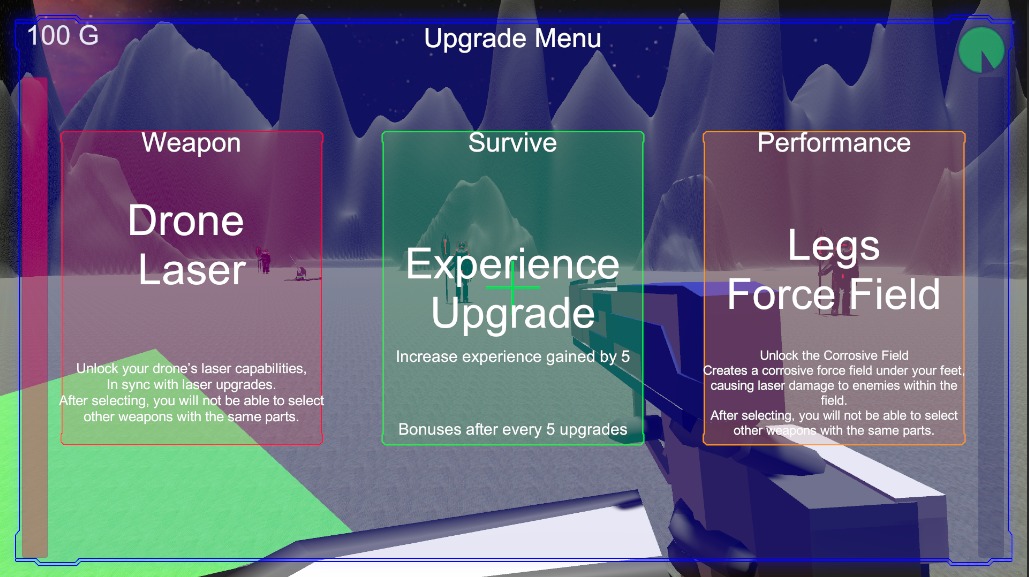 100 G
Upgrade Menu
Weapon
Drone
Laser
Unlock your drone's laser capabilities,
In sync with laser upgrades.
After selecting, you will not be able to select
other weapons with the same parts.
Survive
Experience
Upgrade
Increase experience gained by 5
Bonuses after every 5 upgrades
Performance
Legs
Force Field
Unlock the Corrosive Field
Creates a corrosive force field under your feet,
causing laser damage to enemies within the
field.
After selecting, you will not be able to select
other weapons with the same parts.